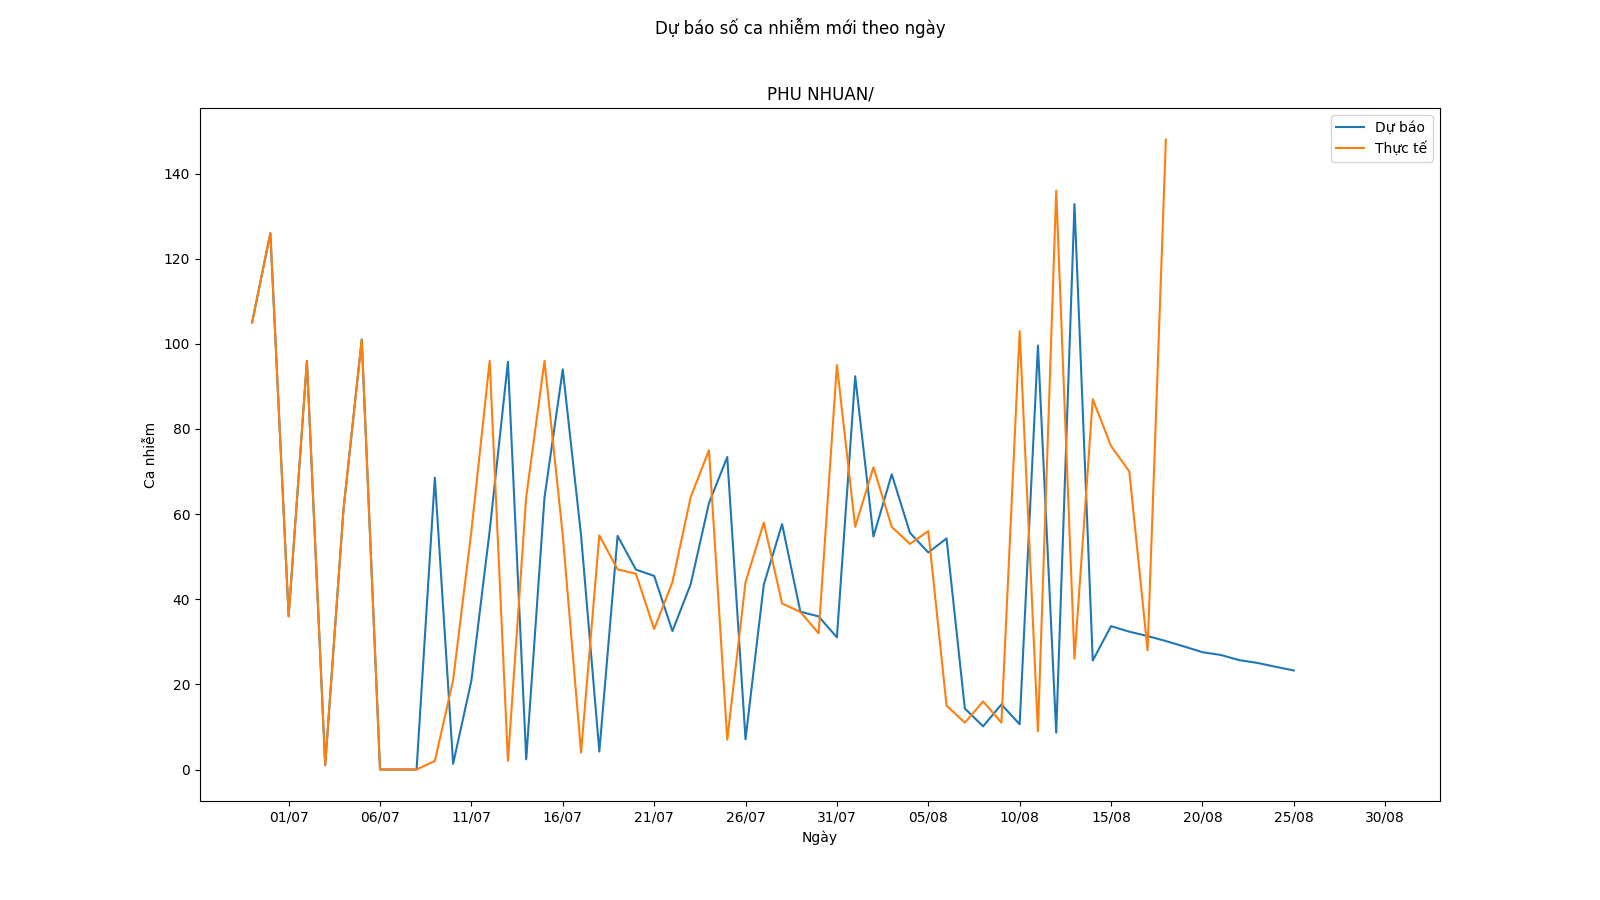 Dự báo số ca nhiễm mới theo ngày
PHU NHUAN/
Dự báo
Thực tế
140
120
100
80
60
40
20
0
Ca nhiễm
01/07 06/07 11/07 16/07 21/07 26/07 31/07 05/08 10/08 15/08 20/08 25/08 30/08
Ngày